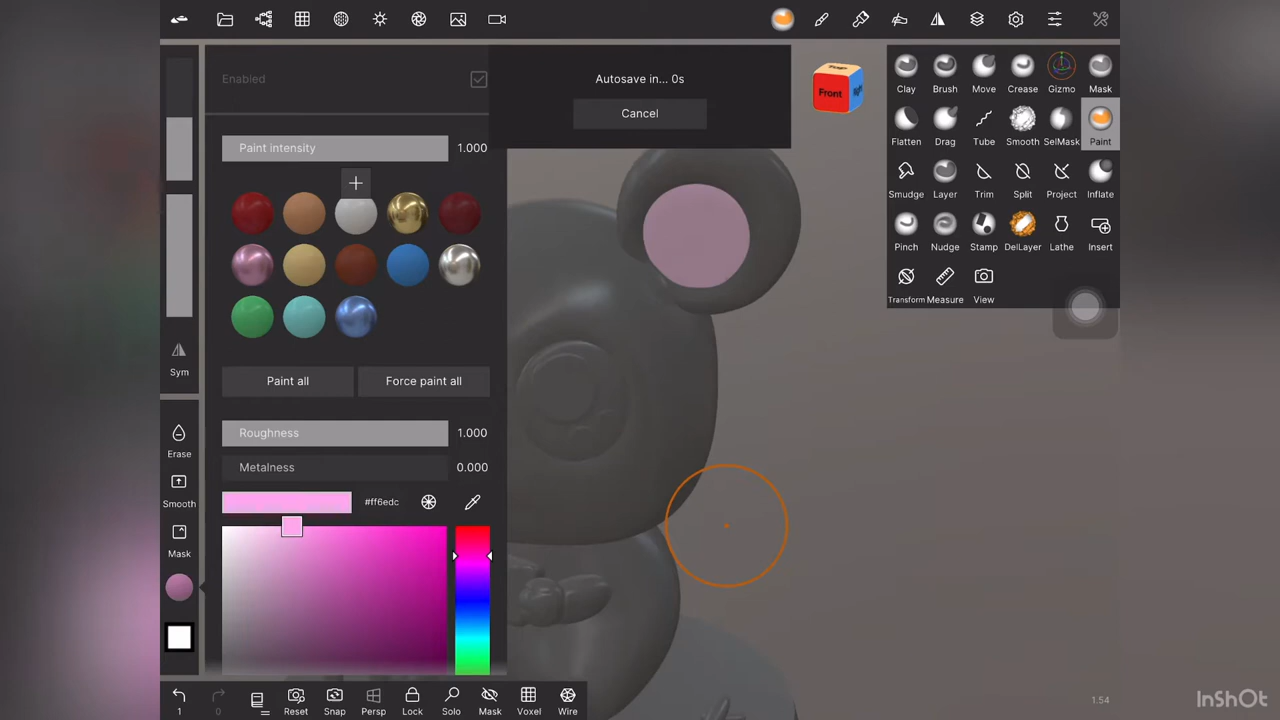 Enabled
Autosave in... 0s
Cancel
Top
Front
Right
Paint intensity
1.000
+
Paint all
Force paint all
Roughness
1.000
Metalness
0.000
#ff6edc
Sym
Erase
Smooth
Mask
Clay Brush Move Crease Gizmo Mask
Flatten Drag Tube Smooth SelMask Paint
Smudge Layer Trim Split Project Inflate
Pinch Nudge Stamp DelLayer Lathe Insert
Transform Measure View
1 0 Reset Snap Persp Lock Solo Mask Voxel Wire
1.54
InShOt